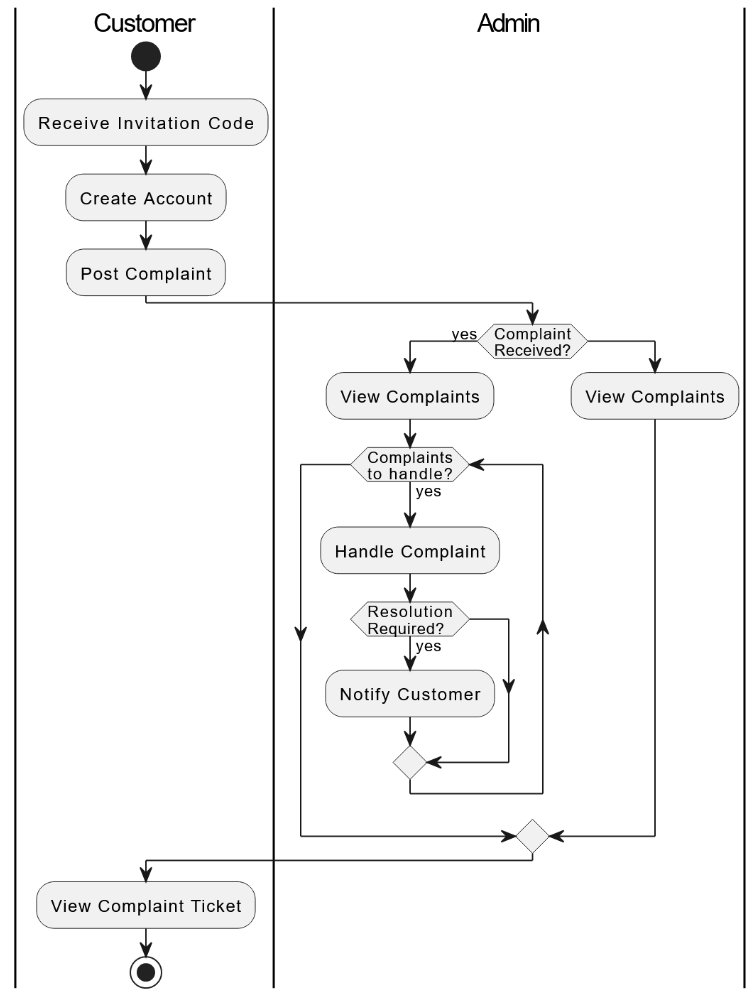 Customer
Admin
Receive Invitation Code
Create Account
Post Complaint
yes
Complaint
Received?
View Complaints
View Complaints
Complaints
to handle?
yes
Handle Complaint
Resolution
Required?
yes
Notify Customer
View Complaint Ticket